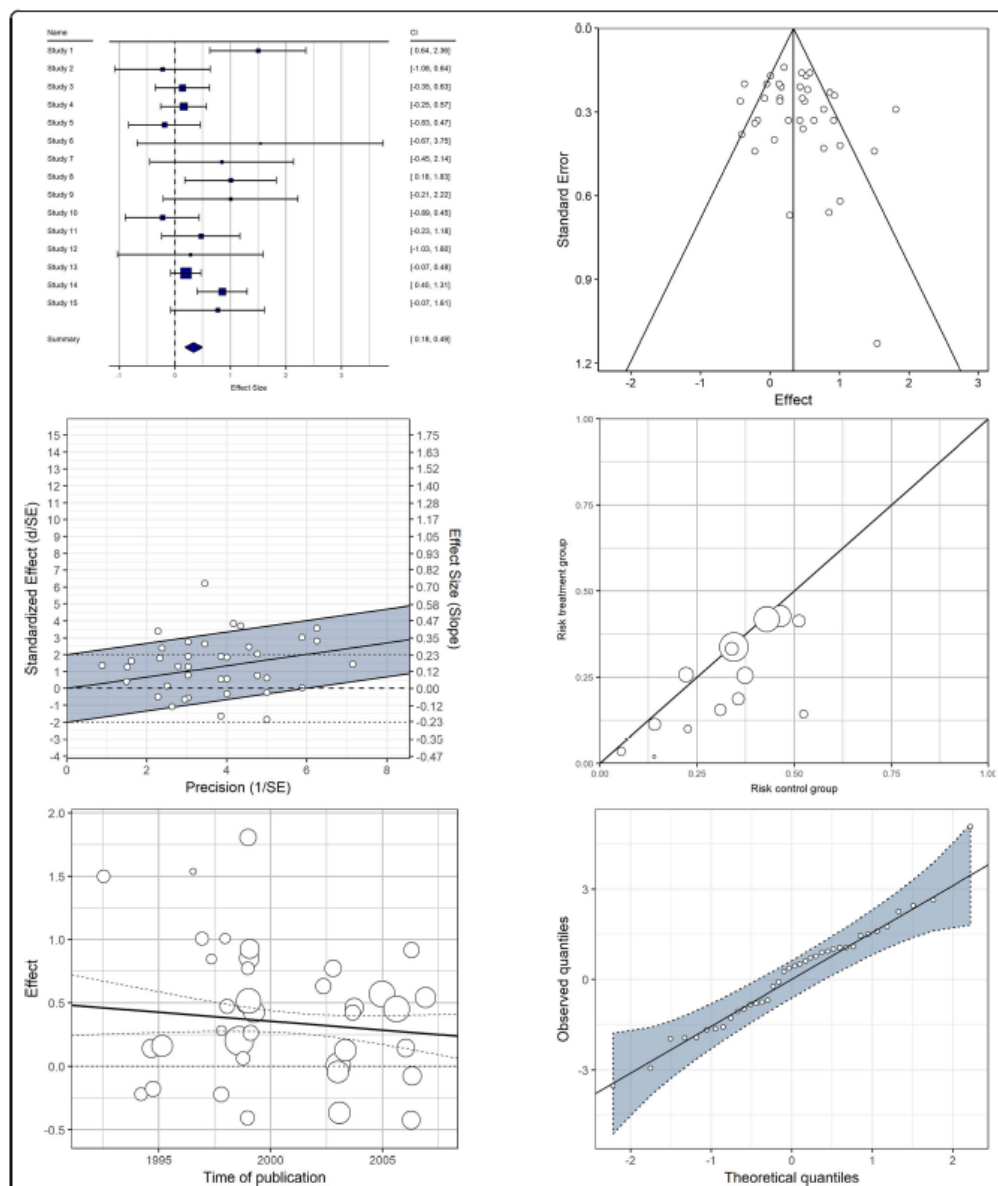 Name CI
Study 1 [ 0.64, 2.36]
Study 2 [-1.08, 0.64]
Study 3 [-0.35, 0.63]
Study 4 [-0.25, 0.57]
Study 5 [-0.83, 0.47]
Study 6 [-0.67, 3.75]
Study 7 [-0.45, 2.14]
Study 8 [ 0.18, 1.83]
Study 9 [-0.21, 2.22]
Study 10 [-0.89, 0.45]
Study 11 [-0.23, 1.18]
Study 12 [-1.03, 1.60]
Study 13 [-0.07, 0.48]
Study 14 [ 0.40, 1.31]
Study 15 [-0.07, 1.61]
Summary [ 0.18, 0.49]
-1 0 1 2 3
Effect Size
0.0
0.3
0.6
0.9
1.2
Standard Error
-2 -1 0 1 2 3
Effect
15
14
13
12
11
10
9
8
7
6
5
4
3
2
1
0
-1
-2
-3
-4
Standardized Effect (d/SE)
1.75
1.63
1.52
1.40
1.28
1.17
1.05
0.93
0.82
0.70
0.58
0.47
0.35
0.23
0.12
0.00
-0.12
-0.23
-0.35
-0.47
Effect Size (Slope)
0 2 4 6 8
Precision (1/SE)
1.00
0.75
0.50
0.25
0.00
Risk treatment group
0.00 0.25 0.50 0.75 1.00
Risk control group
2.0
1.5
1.0
0.5
0.0
-0.5
Effect
1995 2000 2005
Time of publication
3
0
-3
Observed quantiles
-2 -1 0 1 2
Theoretical quantiles